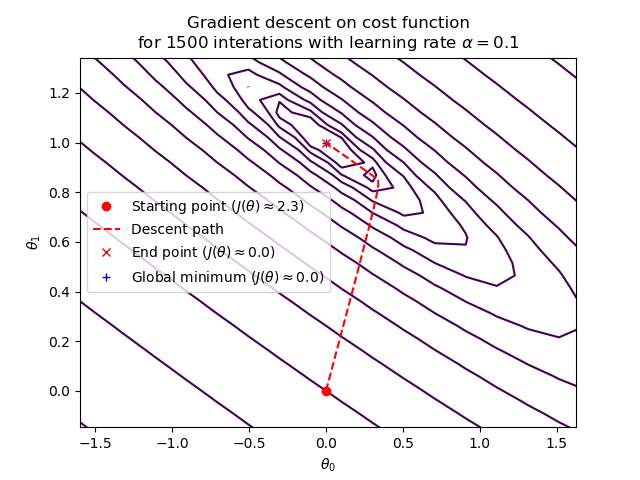 Gradient descent on cost function
for 1500 interations with learning rate α = 0.1
θ₁
1.2
1.0
0.8
0.6
0.4
0.2
0.0
Starting point (J(θ) ≈ 2.3)
Descent path
End point (J(θ) ≈ 0.0)
Global minimum (J(θ) ≈ 0.0)
−1.5 −1.0 −0.5 0.0 0.5 1.0 1.5
θ₀